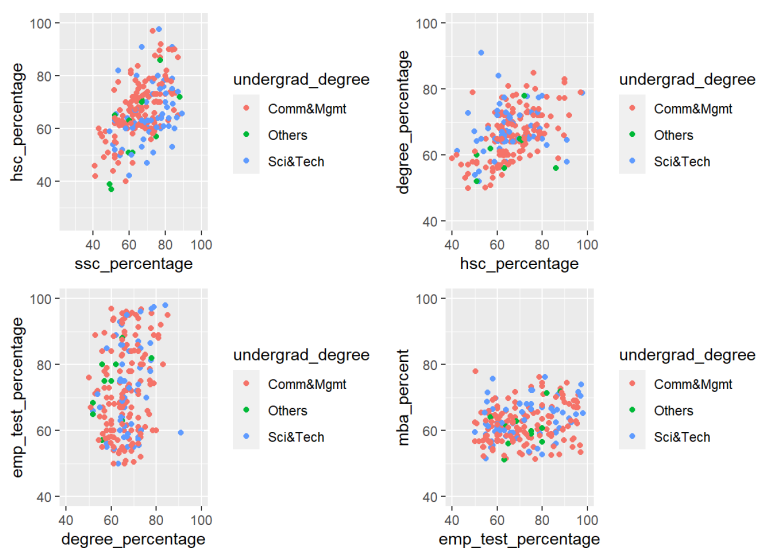 hsc_percentage
100
80
60
40
40 60 80 100
ssc_percentage
undergrad_degree
Comm&Mgmt
Others
Sci&Tech
degree_percentage
100
80
60
40
40 60 80 100
hsc_percentage
undergrad_degree
Comm&Mgmt
Others
Sci&Tech
emp_test_percentage
100
80
60
40
40 60 80 100
degree_percentage
undergrad_degree
Comm&Mgmt
Others
Sci&Tech
mba_percent
100
80
60
40
40 60 80 100
emp_test_percentage
undergrad_degree
Comm&Mgmt
Others
Sci&Tech